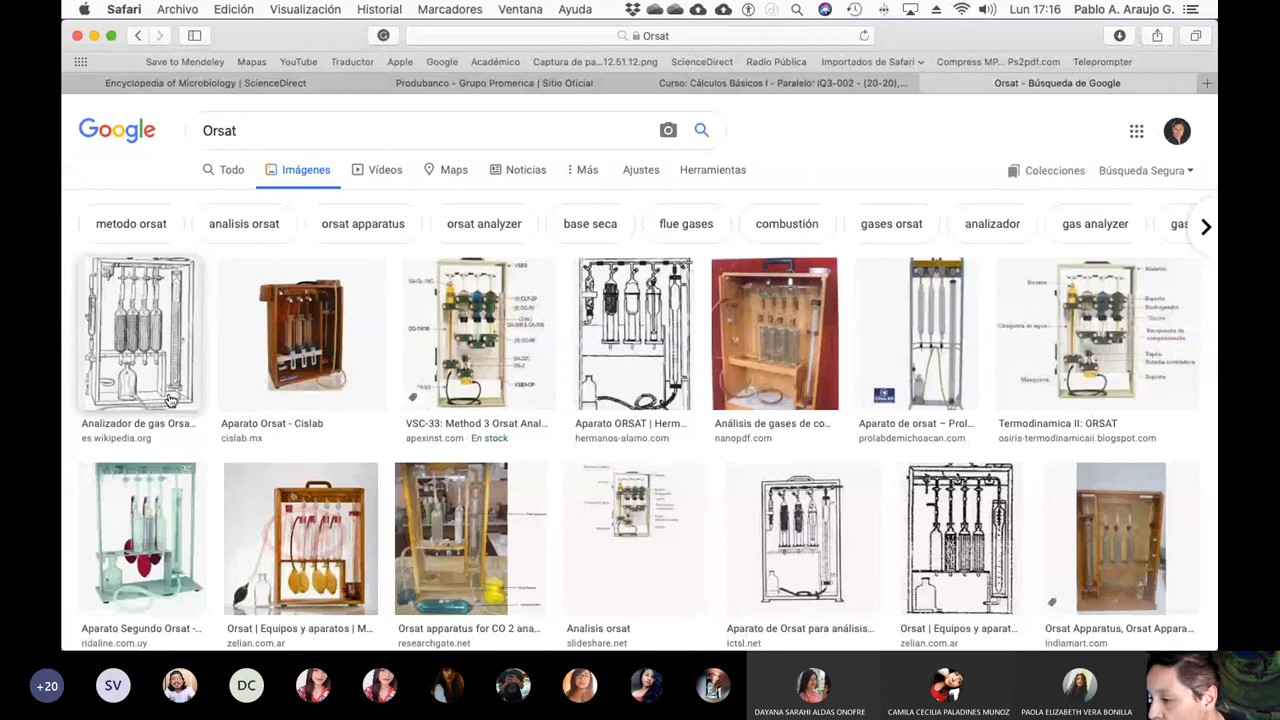 Safari Archivo Edición Visualización Historial Marcadores Ventana Ayuda Lun 17:16 Pablo A. Araujo G.
Orsat
Save to Mendeley Mapas YouTube Traductor Apple Google Académico Captura de pa...12.51.12.png ScienceDirect Radio Pública Importados de Safari Compress MP... Ps2pdf.com Teleprompter
Encyclopedia of Microbiology | ScienceDirect Produbanco - Grupo Promerica | Sitio Oficial Curso: Cálculos Básicos I - Paralelo: IQ3-002 - (20-20),... Orsat - Búsqueda de Google
Google Orsat
Todo Imágenes Vídeos Maps Noticias Más Ajustes Herramientas Colecciones Búsqueda Segura
metodo orsat analisis orsat orsat apparatus orsat analyzer base seca flue gases combustión gases orsat analizador gas analyzer gas
Analizador de gas Orsa... Aparato Orsat - Cislab VSC-33: Method 3 Orsat Anal... Aparato ORSAT | Herm... Análisis de gases de co... Aparato de orsat – Prol... Termodinamica II: ORSAT
es.wikipedia.org cislab.mx apexinst.com · En stock hermanos-alamo.com nanopdf.com prolabdemichoacan.com osiris-termodinamicaii.blogspot.com
Aparato Segundo Orsat -... Orsat | Equipos y aparatos | M... Orsat apparatus for CO 2 ana... Analisis orsat Aparato de Orsat para análisis... Orsat | Equipos y aparat... Orsat Apparatus, Orsat Appara...
ridaline.com.uy zelian.com.ar researchgate.net slideshare.net ictsl.net zelian.com.ar indiamart.com
+20 SV DC
DAYANA SARAHI ALDAS ONOFRE CAMILA CECILIA PALADINES MUNOZ PAOLA ELIZABETH VERA BONILLA